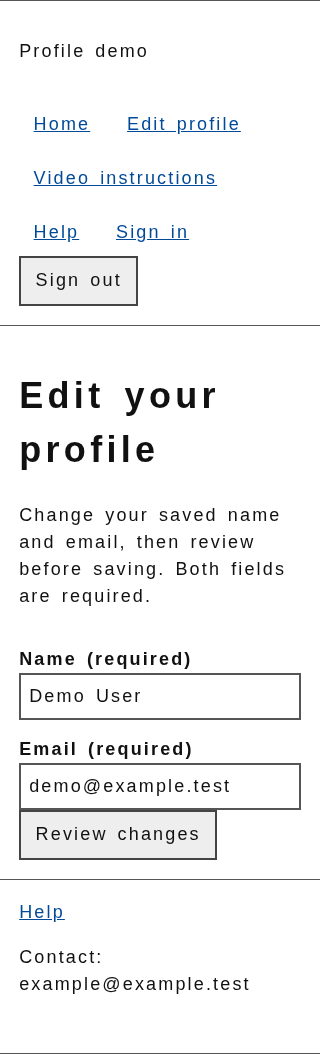 Profile demo
Home Edit profile
Video instructions
Help Sign in
Sign out
Edit your
profile
Change your saved name
and email, then review
before saving. Both fields
are required.
Name (required)
Demo User
Email (required)
demo@example.test
Review changes
Help
Contact:
example@example.test